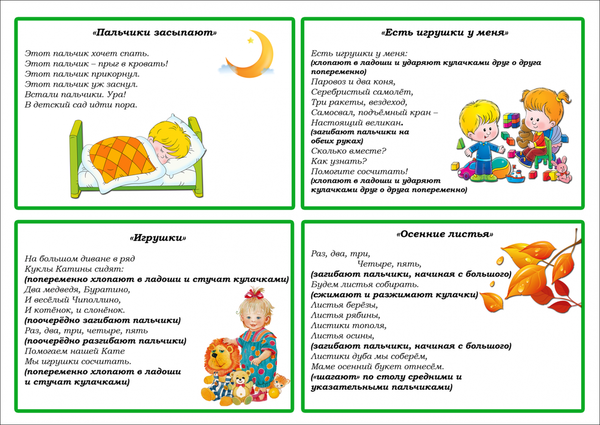 «Пальчики засыпают»
Этот пальчик хочет спать.
Этот пальчик – прыг в кровать!
Этот пальчик прикорнул.
Этот пальчик уж заснул.
Встали пальчики. Ура!
В детский сад идти пора.
«Есть игрушки у меня»
Есть игрушки у меня:
(хлопают в ладоши и ударяют кулачками друг о друга
попеременно)
Паровоз и два коня,
Серебристый самолёт,
Три ракеты, вездеход,
Самосвал, подъёмный кран –
Настоящий великан.
(загибают пальчики на
обеих руках)
Сколько вместе?
Как узнать?
Помогите сосчитать!
(хлопают в ладоши и ударяют
кулачками друг о друга попеременно)
«Игрушки»
На большом диване в ряд
Куклы Катины сидят:
(попеременно хлопают в ладоши и стучат кулачками)
Два медведя, Буратино,
И весёлый Чиполлино,
И котёнок, и слонёнок.
(поочерёдно загибают пальчики)
Раз, два, три, четыре, пять
(поочерёдно разгибают пальчики)
Помогаем нашей Кате
Мы игрушки сосчитать.
(попеременно хлопают в ладоши
и стучат кулачками)
«Осенние листья»
Раз, два, три,
Четыре, пять,
(загибают пальчики, начиная с большого)
Будем листья собирать.
(сжимают и разжимают кулачки)
Листья берёзы,
Листья рябины,
Листики тополя,
Листья осины,
(загибают пальчики, начиная с большого)
Листики дуба мы соберём,
Маме осенний букет отнесём.
(«шагают» по столу средними и
указательными пальчиками)